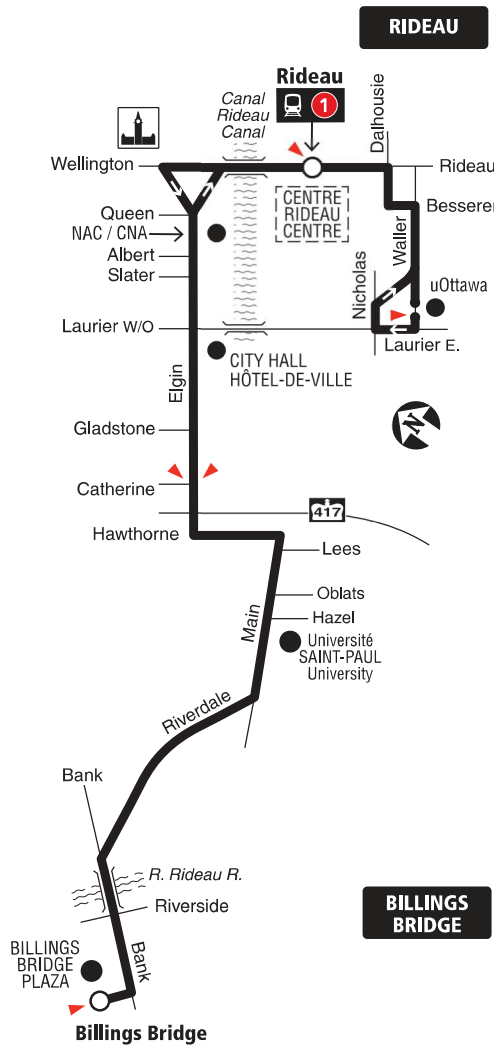 RIDEAU
Rideau
1
Canal
Rideau
Canal
Dalhousie
Wellington
Rideau
CENTRE
RIDEAU
CENTRE
Queen
NAC / CNA
Albert
Slater
Besserer
Waller
Nicholas
uOttawa
Laurier W/O
Laurier E.
CITY HALL
HÔTEL-DE-VILLE
Elgin
N
Gladstone
Catherine
417
Hawthorne
Lees
Oblats
Hazel
Main
Université
SAINT-PAUL
University
Riverdale
Bank
R. Rideau R.
Riverside
BILLINGS
BRIDGE
Bank
BILLINGS
BRIDGE
PLAZA
Billings Bridge